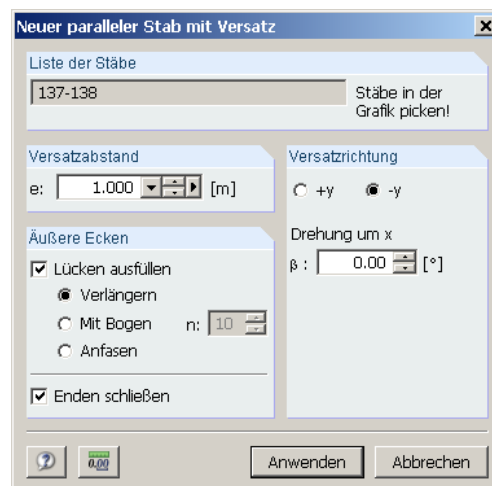 Neuer paralleler Stab mit Versatz
Liste der Stäbe
137-138
Stäbe in der
Grafik picken!
Versatzabstand
e: 1.000 [m]
Versatzrichtung
+y -y
Drehung um x
β : 0.00 [°]
Äußere Ecken
Lücken ausfüllen
Verlängern
Mit Bogen n: 10
Anfasen
Enden schließen
? 0.00 Anwenden Abbrechen